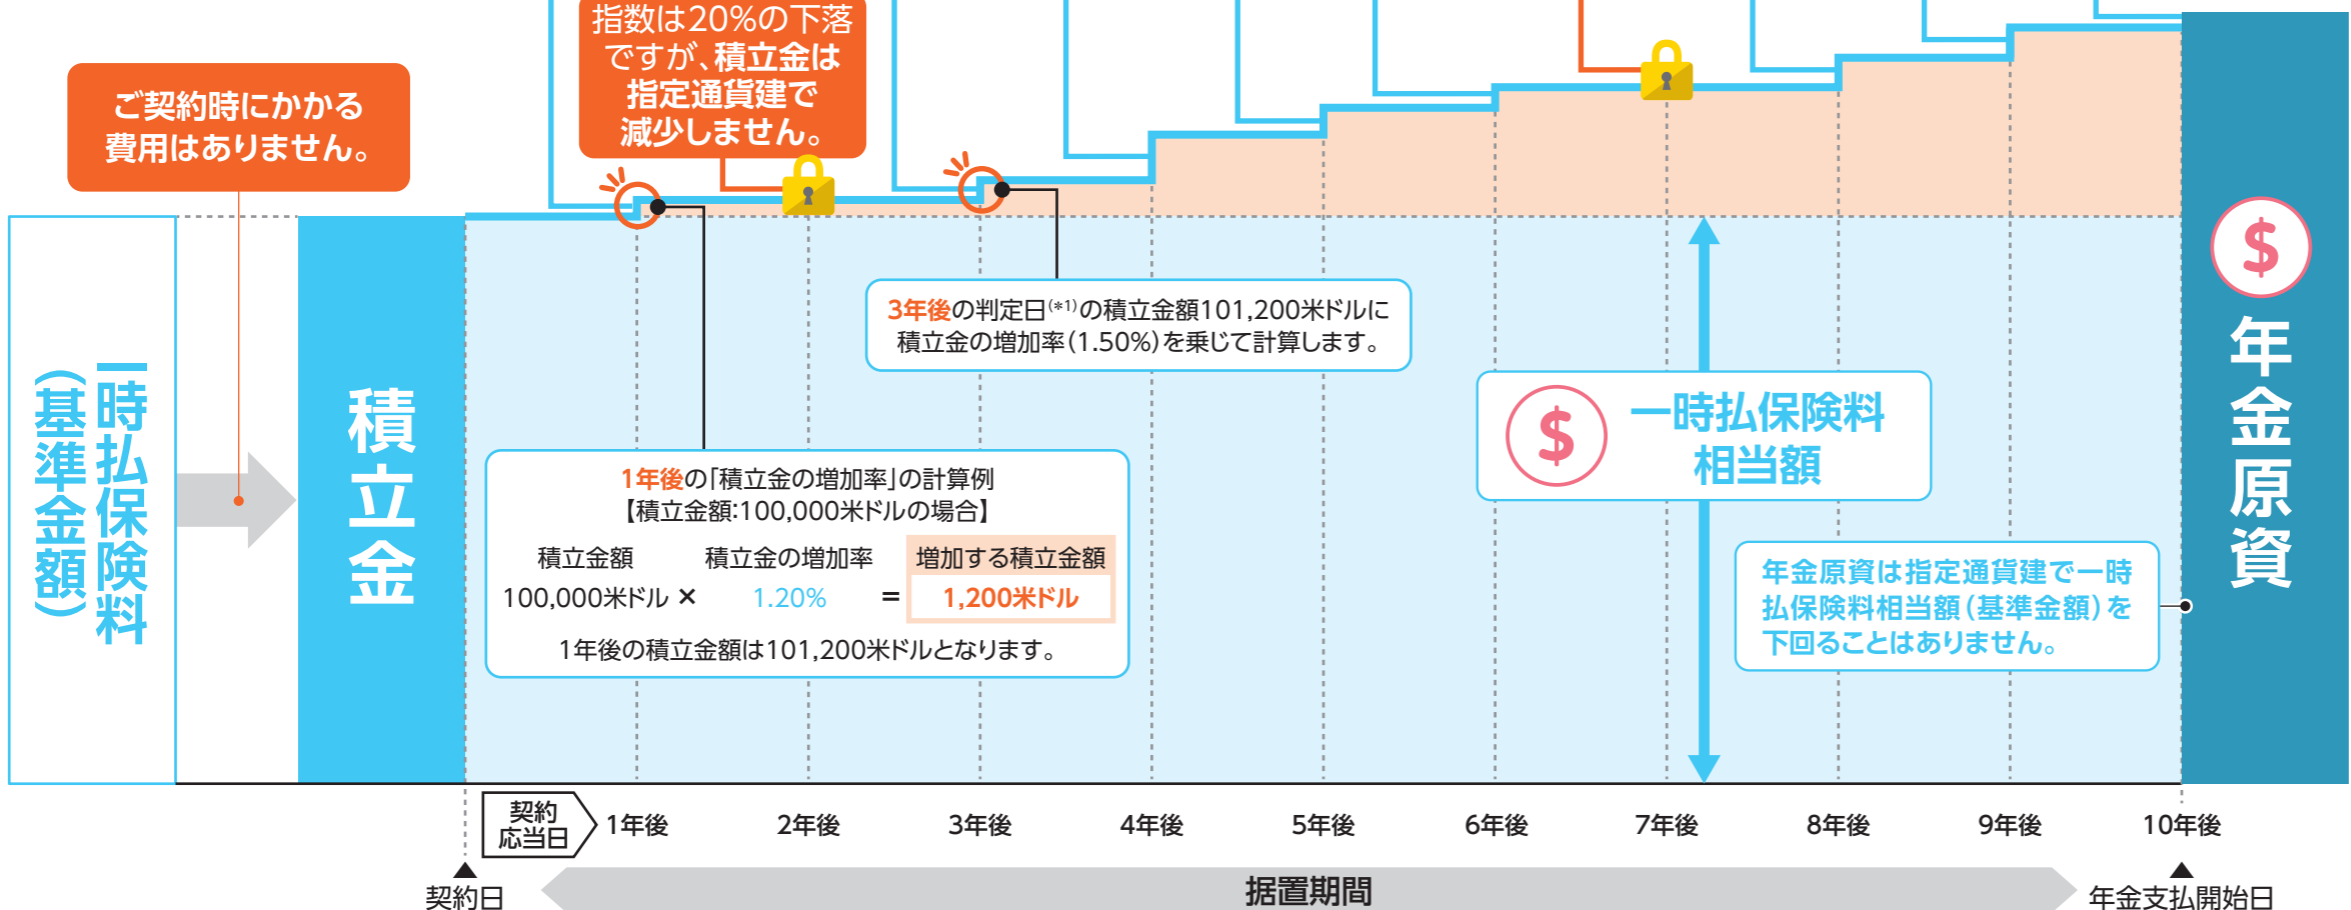 指数は20%の下落
ですが、積立金は
指定通貨建で
減少しません。
ご契約時にかかる
費用はありません。
一時払保険料
(基準金額)
積立金
3年後の判定日(*1)の積立金額101,200米ドルに
積立金の増加率(1.50%)を乗じて計算します。
1年後の「積立金の増加率」の計算例
【積立金額:100,000米ドルの場合】
積立金額 積立金の増加率 増加する積立金額
100,000米ドル × 1.20% = 1,200米ドル
1年後の積立金額は101,200米ドルとなります。
$ 一時払保険料
相当額
年金原資は指定通貨建で一時
払保険料相当額(基準金額)を
下回ることはありません。
$
年金原資
契約
応当日
1年後 2年後 3年後 4年後 5年後 6年後 7年後 8年後 9年後 10年後
契約日 据置期間 年金支払開始日